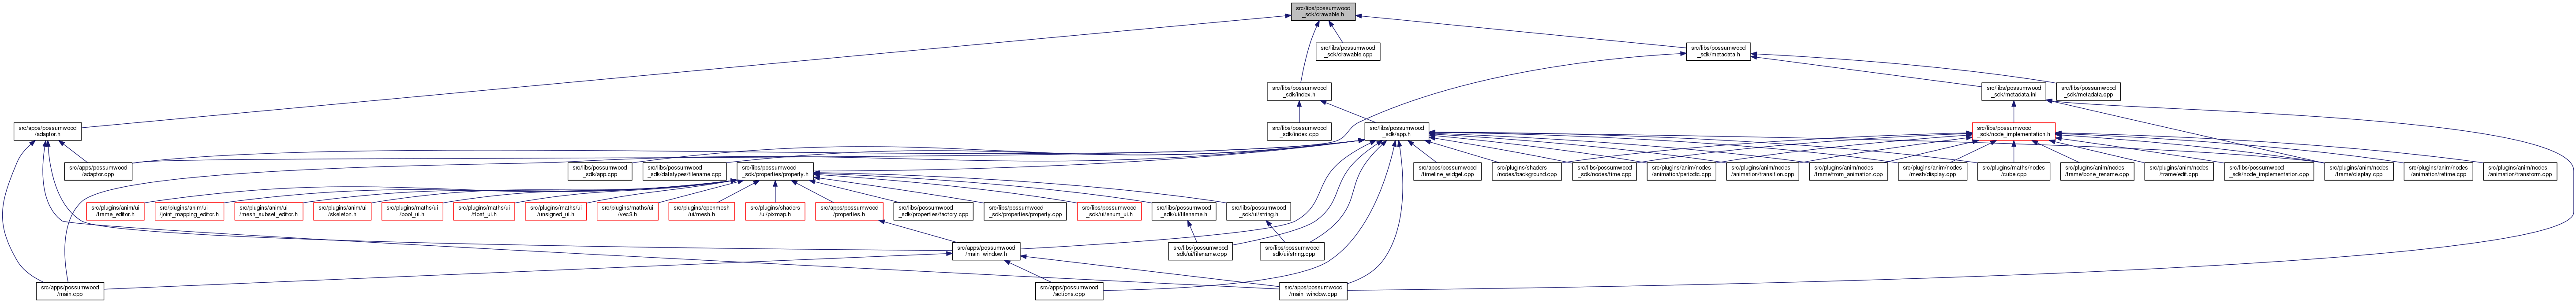 src/libs/possumwood
_sdk/drawable.h
src/libs/possumwood
_sdk/drawable.cpp
src/libs/possumwood
_sdk/metadata.h
src/libs/possumwood
_sdk/index.h
src/libs/possumwood
_sdk/metadata.inl
src/libs/possumwood
_sdk/metadata.cpp
src/apps/possumwood
/adaptor.h
src/libs/possumwood
_sdk/index.cpp
src/libs/possumwood
_sdk/app.h
src/libs/possumwood
_sdk/node_implementation.h
src/apps/possumwood
/adaptor.cpp
src/libs/possumwood
_sdk/app.cpp
src/libs/possumwood
_sdk/datatypes/filename.cpp
src/libs/possumwood
_sdk/properties/property.h
src/apps/possumwood
/timeline_widget.cpp
src/plugins/shaders
/nodes/background.cpp
src/libs/possumwood
_sdk/nodes/time.cpp
src/plugins/anim/nodes
/animation/periodic.cpp
src/plugins/anim/nodes
/animation/transition.cpp
src/plugins/anim/nodes
/frame/from_animation.cpp
src/plugins/anim/nodes
/mesh/display.cpp
src/plugins/maths/nodes
/cube.cpp
src/plugins/anim/nodes
/frame/bone_rename.cpp
src/plugins/anim/nodes
/frame/edit.cpp
src/libs/possumwood
_sdk/node_implementation.cpp
src/plugins/anim/nodes
/frame/display.cpp
src/plugins/anim/nodes
/animation/retime.cpp
src/plugins/anim/nodes
/animation/transform.cpp
src/plugins/anim/ui
/frame_editor.h
src/plugins/anim/ui
/joint_mapping_editor.h
src/plugins/anim/ui
/mesh_subset_editor.h
src/plugins/anim/ui
/skeleton.h
src/plugins/maths/ui
/bool_ui.h
src/plugins/maths/ui
/float_ui.h
src/plugins/maths/ui
/unsigned_ui.h
src/plugins/maths/ui
/vec3.h
src/plugins/openmesh
/ui/mesh.h
src/plugins/shaders
/ui/pixmap.h
src/apps/possumwood
/properties.h
src/libs/possumwood
_sdk/properties/factory.cpp
src/libs/possumwood
_sdk/properties/property.cpp
src/libs/possumwood
_sdk/ui/enum_ui.h
src/libs/possumwood
_sdk/ui/filename.h
src/libs/possumwood
_sdk/ui/string.h
src/apps/possumwood
/main_window.h
src/libs/possumwood
_sdk/ui/filename.cpp
src/libs/possumwood
_sdk/ui/string.cpp
src/apps/possumwood
/main.cpp
src/apps/possumwood
/actions.cpp
src/apps/possumwood
/main_window.cpp